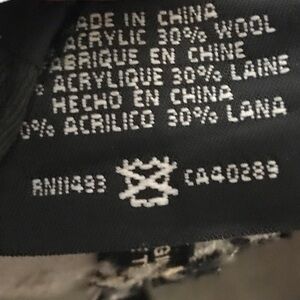 MADE IN CHINA
ACRYLIC 30% WOOL
FABRIQUE EN CHINE
ACRYLIQUE 30% LAINE
HECHO EN CHINA
0% ACRILICO 30% LANA
RN11493 CA40289